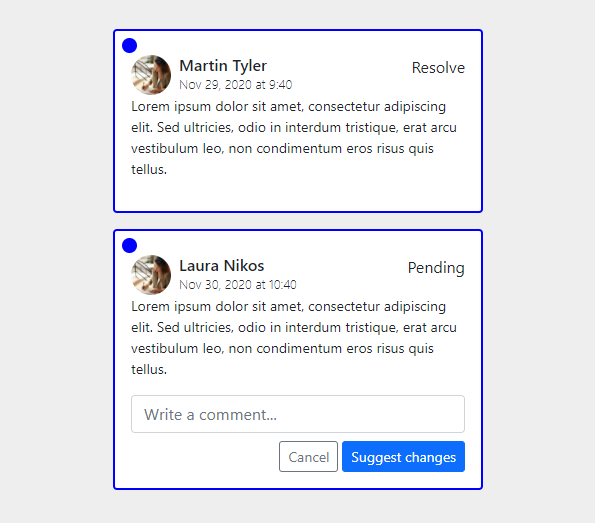 Martin Tyler
Resolve
Nov 29, 2020 at 9:40
Lorem ipsum dolor sit amet, consectetur adipiscing
elit. Sed ultricies, odio in interdum tristique, erat arcu
vestibulum leo, non condimentum eros risus quis
tellus.
Laura Nikos
Pending
Nov 30, 2020 at 10:40
Lorem ipsum dolor sit amet, consectetur adipiscing
elit. Sed ultricies, odio in interdum tristique, erat arcu
vestibulum leo, non condimentum eros risus quis
tellus.
Write a comment...
Cancel
Suggest changes